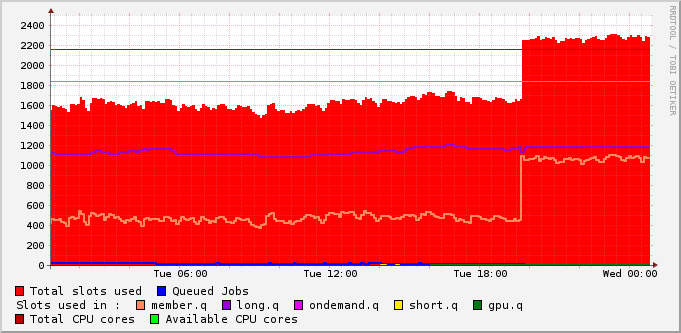 RRDTOOL / TOBI OETIKER
2400
2200
2000
1800
1600
1400
1200
1000
800
600
400
200
0
Tue 06:00 Tue 12:00 Tue 18:00 Wed 00:00
Total slots used Queued Jobs
Slots used in : member.q long.q ondemand.q short.q gpu.q
Total CPU cores Available CPU cores